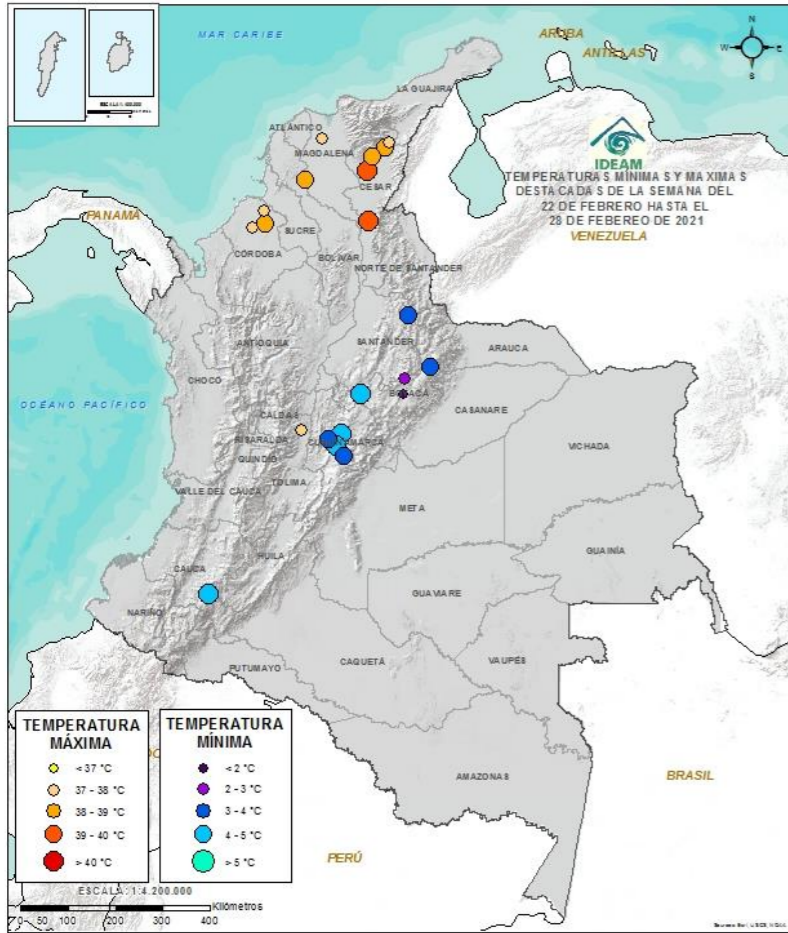 MAR CARIBE
ARUBA
ANTILLAS
LA GUAJIRA
ATLÁNTICO
MAGDALENA
CESAR
IDEAM
TEMPERATURAS MÍNIMAS Y MAXIMAS
DESTACADAS DE LA SEMANA DEL
22 DE FEBRERO HASTA EL
28 DE FEBEREO DE 2021
VENEZUELA
PANAMÁ
SUCRE
CÓRDOBA
BOLÍVAR
NORTE DE SANTANDER
SANTANDER
ARAUCA
ANTIOQUIA
CHOCÓ
OCÉANO PACÍFICO
CALDAS
CASANARE
RISARALDA
VICHADA
QUINDÍO
TOLIMA
VALLE DEL CAUCA
META
GUAINÍA
HUILA
CAUCA
GUAVIARE
NARIÑO
PUTUMAYO
CAQUETÁ
VAUPÉS
AMAZONAS
BRASIL
PERÚ
TEMPERATURA
MÁXIMA
< 37 °C
37 - 38 °C
38 - 39 °C
39 - 40 °C
> 40 °C
TEMPERATURA
MÍNIMA
< 2 °C
2 - 3 °C
3 - 4 °C
4 - 5 °C
> 5 °C
ESCALA: 1:4.200.000
Kilómetros
0 50 100 200 300 400
N
W
E
S